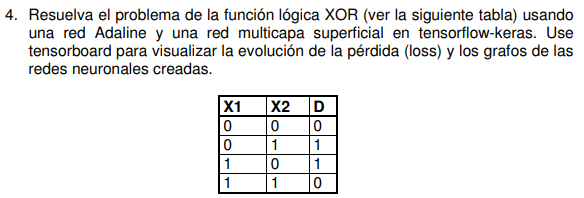 4. Resuelva el problema de la función lógica XOR (ver la siguiente tabla) usando
una red Adaline y una red multicapa superficial en tensorflow-keras. Use
tensorboard para visualizar la evolución de la pérdida (loss) y los grafos de las
redes neuronales creadas.
X1 X2 D
0 0 0
0 1 1
1 0 1
1 1 0